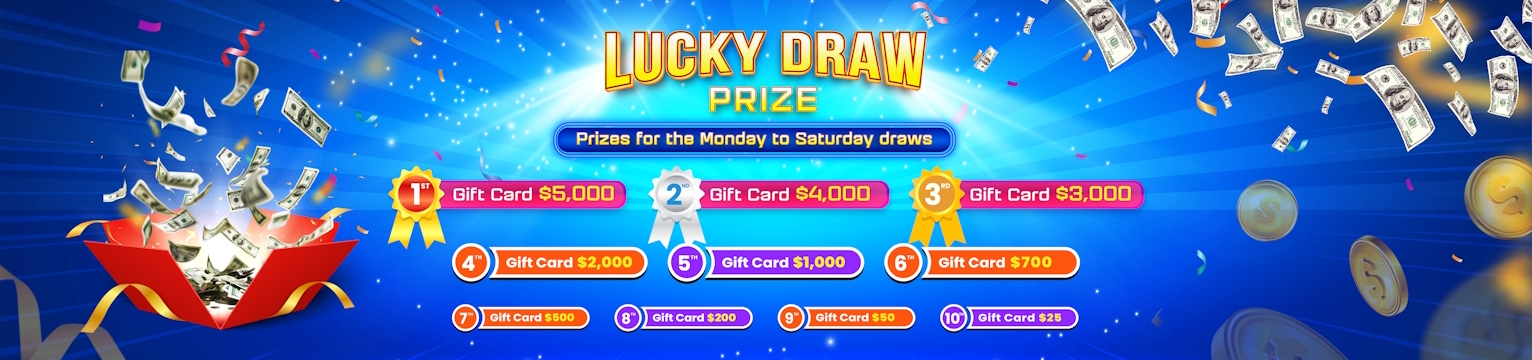 LUCKY DRAW
PRIZE
Prizes for the Monday to Saturday draws
1ST Gift Card $5,000
2ND Gift Card $4,000
3RD Gift Card $3,000
4TH Gift Card $2,000
5TH Gift Card $1,000
6TH Gift Card $700
7TH Gift Card $500
8TH Gift Card $200
9TH Gift Card $50
10TH Gift Card $25